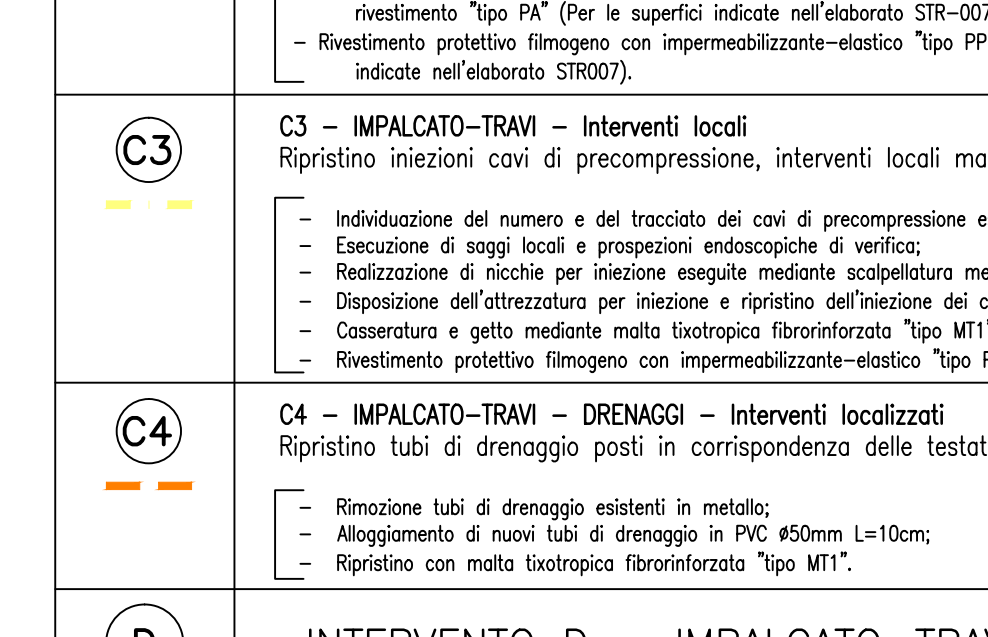 rivestimento "tipo PA" (Per le superfici indicate nell'elaborato STR-007
- Rivestimento protettivo filmogeno con impermeabilizzante-elastico "tipo PP
indicate nell'elaborato STR007).
C3
C3 - IMPALCATO-TRAVI - Interventi locali
Ripristino iniezioni cavi di precompressione, interventi locali ma
- Individuazione del numero e del tracciato dei cavi di precompressione e
- Esecuzione di saggi locali e prospezioni endoscopiche di verifica;
- Realizzazione di nicchie per iniezione eseguite mediante scalpellatura me
- Disposizione dell'attrezzatura per iniezione e ripristino dell'iniezione dei c
- Casseratura e getto mediante malta tixotropica fibrorinforzata "tipo MT1"
- Rivestimento protettivo filmogeno con impermeabilizzante-elastico "tipo P
C4
C4 - IMPALCATO-TRAVI - DRENAGGI - Interventi localizzati
Ripristino tubi di drenaggio posti in corrispondenza delle testat
- Rimozione tubi di drenaggio esistenti in metallo;
- Alloggiamento di nuovi tubi di drenaggio in PVC Ø50mm L=10cm;
- Ripristino con malta tixotropica fibrorinforzata "tipo MT1".
D
INTERVENTO D - IMPALCATO TRAV